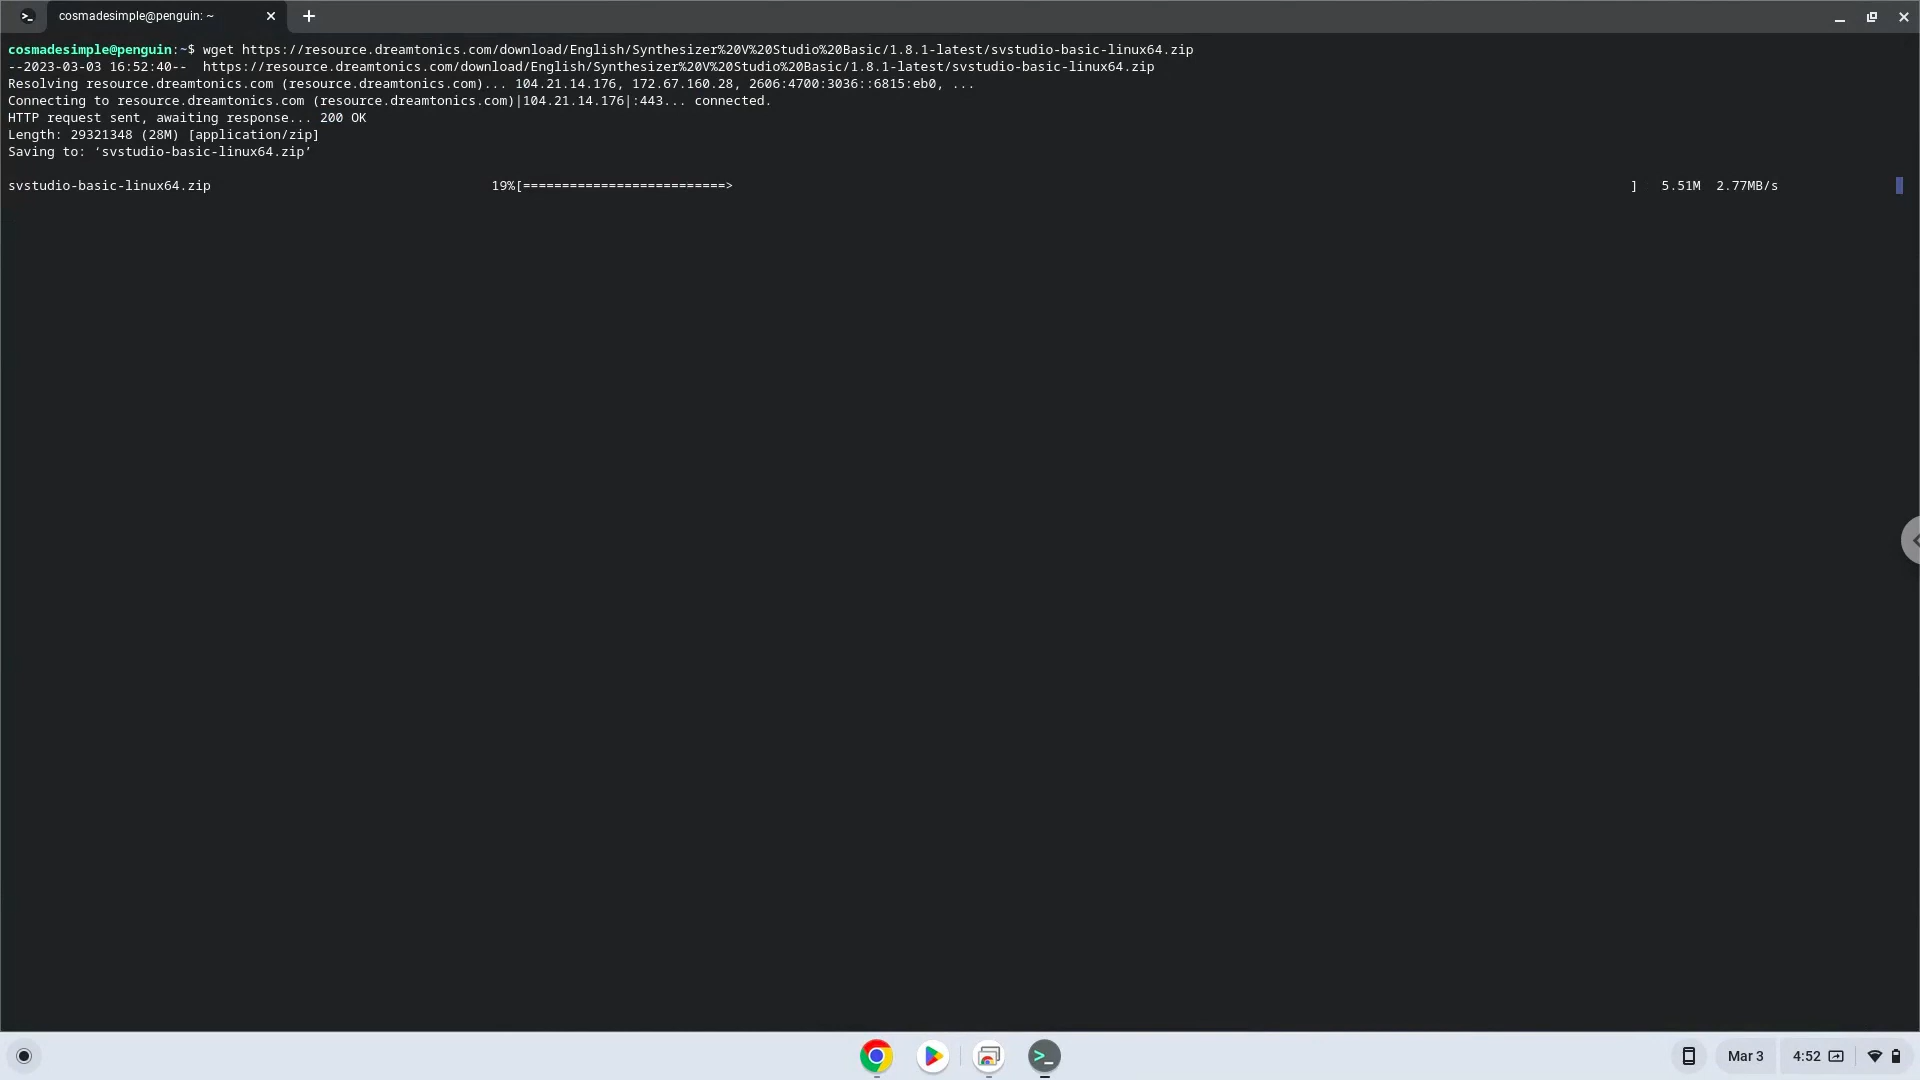 cosmadesimple@penguin: ~
cosmadesimple@penguin:~$ wget https://resource.dreamtonics.com/download/English/Synthesizer%20V%20Studio%20Basic/1.8.1-latest/svstudio-basic-linux64.zip
--2023-03-03 16:52:40--  https://resource.dreamtonics.com/download/English/Synthesizer%20V%20Studio%20Basic/1.8.1-latest/svstudio-basic-linux64.zip
Resolving resource.dreamtonics.com (resource.dreamtonics.com)... 104.21.14.176, 172.67.160.28, 2606:4700:3036::6815:eb0, ...
Connecting to resource.dreamtonics.com (resource.dreamtonics.com)|104.21.14.176|:443... connected.
HTTP request sent, awaiting response... 200 OK
Length: 29321348 (28M) [application/zip]
Saving to: ‘svstudio-basic-linux64.zip’
svstudio-basic-linux64.zip 19%[==========================> ] 5.51M 2.77MB/s
Mar 3 4:52